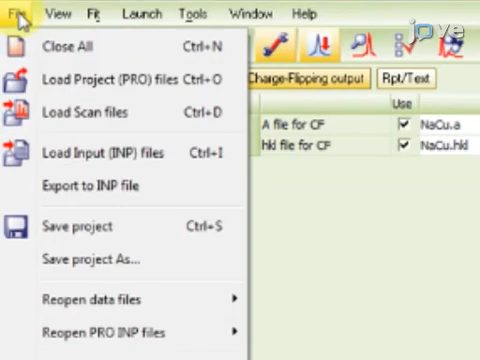 File View Fit Launch Tools Window Help
jove
Close All Ctrl+N
Load Project (PRO) files Ctrl+O
Charge-Flipping output Rpt/Text
Load Scan files Ctrl+D
Use
A file for CF NaCu.a
hkl file for CF NaCu.hkl
Load Input (INP) files Ctrl+I
Export to INP file
Save project Ctrl+S
Save project As...
Reopen data files
Reopen PRO INP files